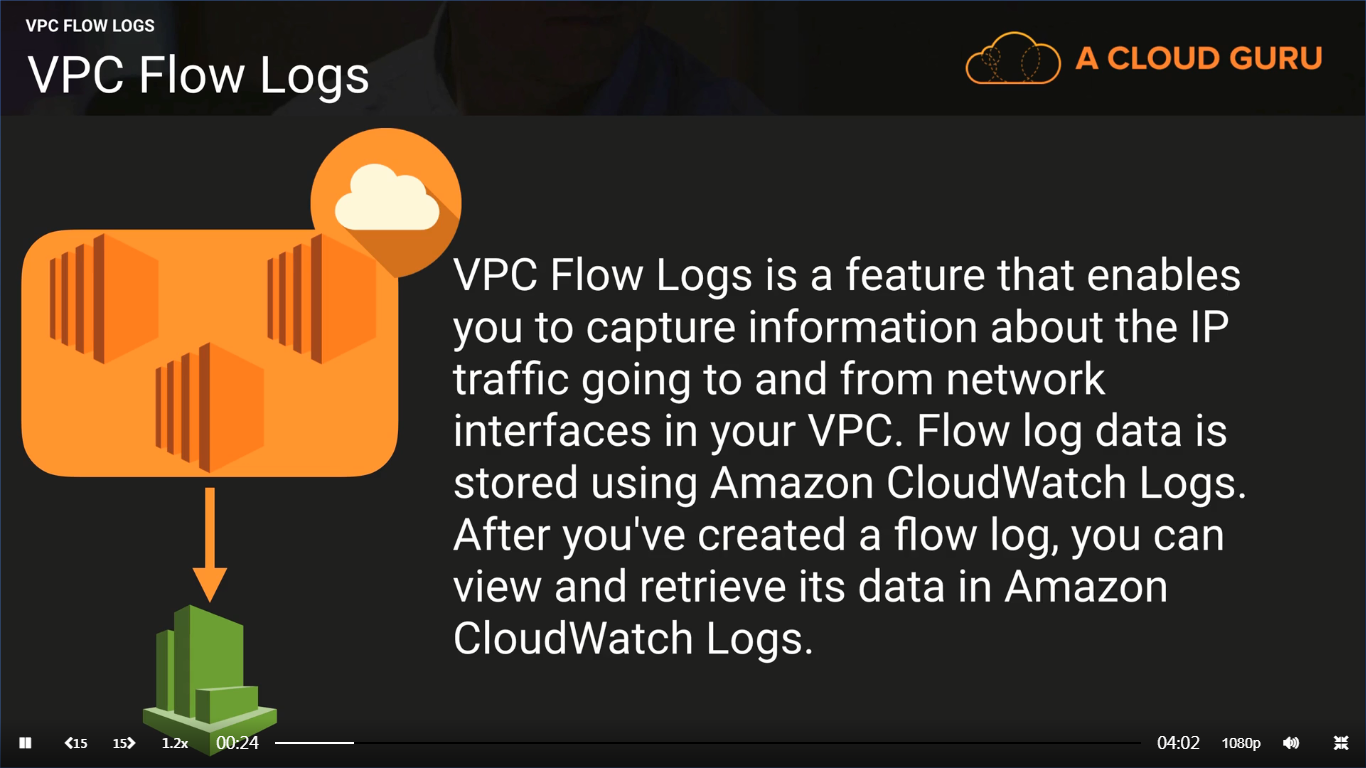 VPC FLOW LOGS
VPC Flow Logs
A CLOUD GURU
VPC Flow Logs is a feature that enables
you to capture information about the IP
traffic going to and from network
interfaces in your VPC. Flow log data is
stored using Amazon CloudWatch Logs.
After you've created a flow log, you can
view and retrieve its data in Amazon
CloudWatch Logs.
15 15 1.2x 00:24 04:02 1080p